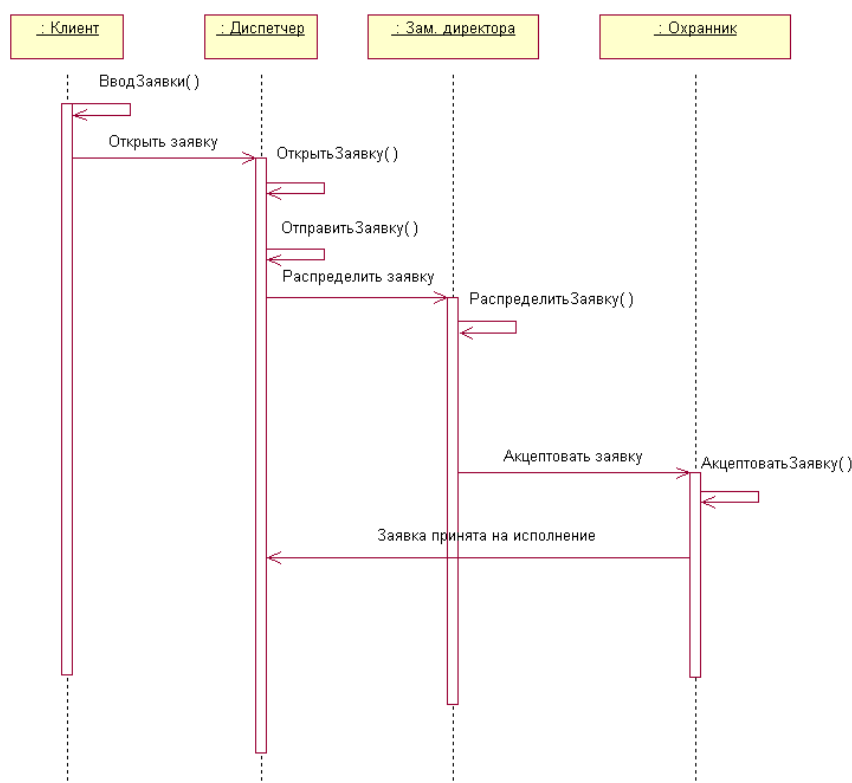 : Клиент
: Диспетчер
: Зам. директора
: Охранник
ВводЗаявки( )
Открыть заявку
ОткрытьЗаявку( )
ОтправитьЗаявку( )
Распределить заявку
РаспределитьЗаявку( )
Акцептовать заявку
АкцептоватьЗаявку( )
Заявка принята на исполнение